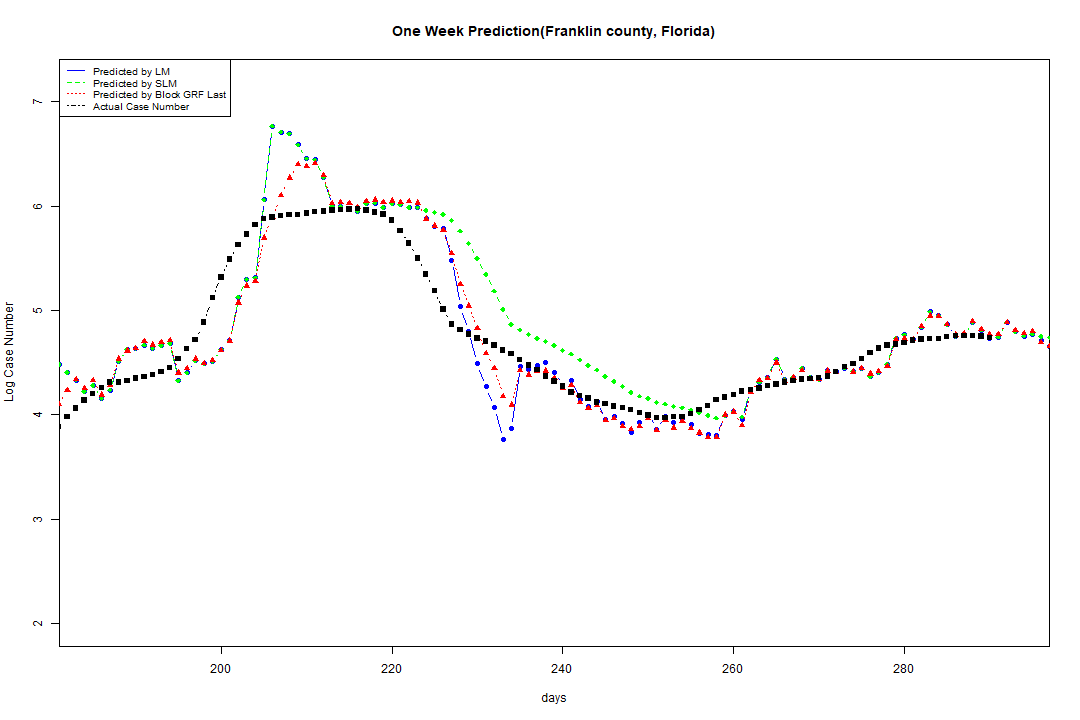 One Week Prediction(Franklin county, Florida)
Predicted by LM
Predicted by SLM
Predicted by Block GRF Last
Actual Case Number
7
6
5
4
3
2
Log Case Number
200 220 240 260 280
days